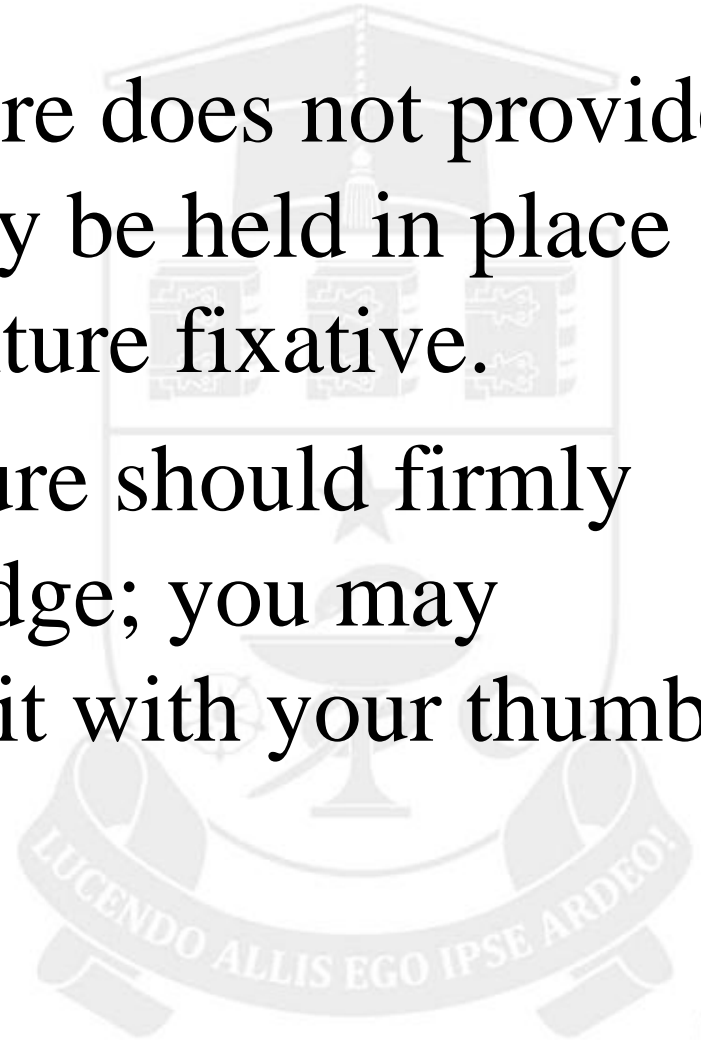 re does not provide
y be held in place
ture fixative.
ure should firmly
dge; you may
it with your thumb
LUCENDO ALLIS EGO IPSE ARDEO!